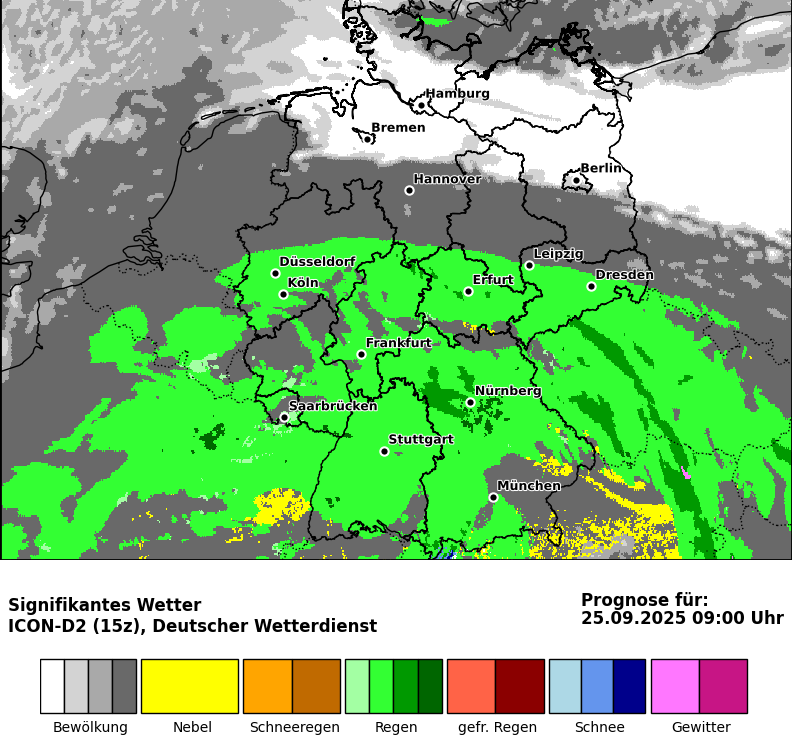 Hamburg
Bremen
Berlin
Hannover
Leipzig
Düsseldorf
Dresden
Köln
Erfurt
Frankfurt
Nürnberg
Saarbrücken
Stuttgart
München
Signifikantes Wetter
ICON-D2 (15z), Deutscher Wetterdienst
Prognose für:
25.09.2025 09:00 Uhr
Bewölkung Nebel Schneeregen Regen gefr. Regen Schnee Gewitter